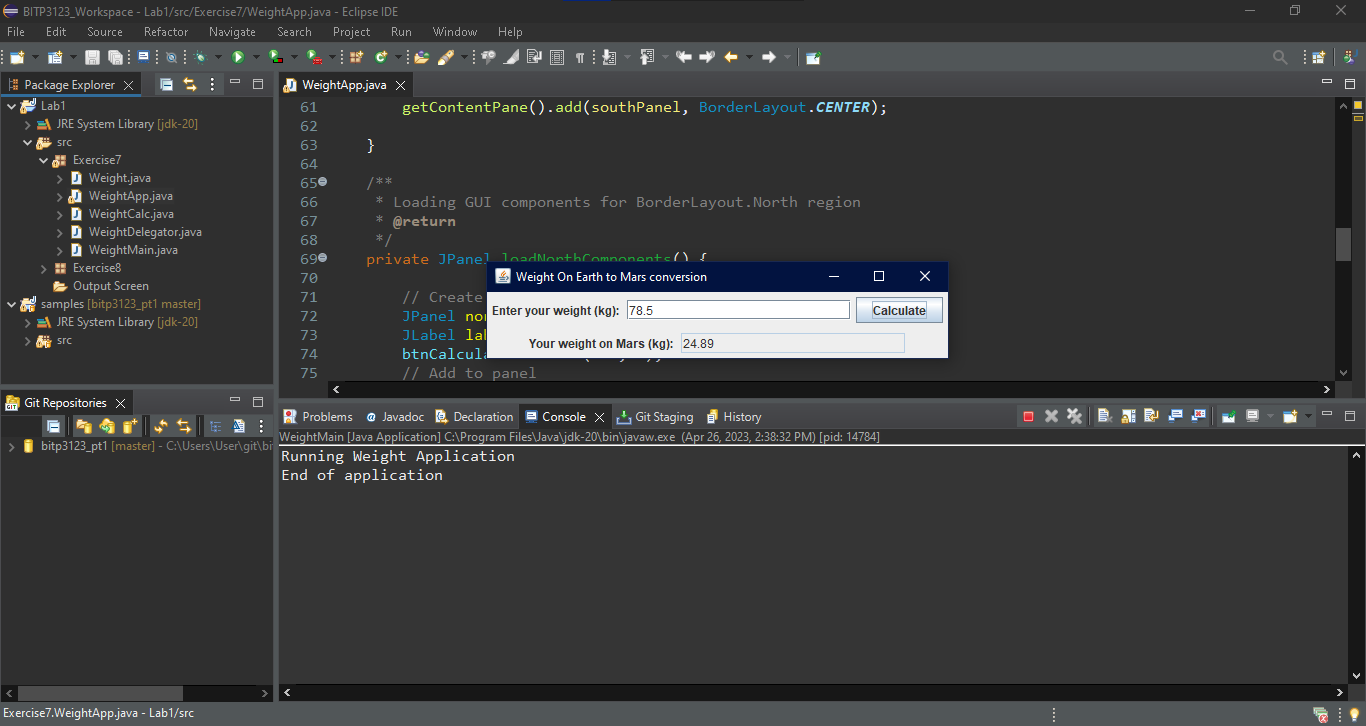 BITP3123_Workspace - Lab1/src/Exercise7/WeightApp.java - Eclipse IDE
File Edit Source Refactor Navigate Search Project Run Window Help
Package Explorer
Lab1
JRE System Library [jdk-20]
src
Exercise7
Weight.java
WeightApp.java
WeightCalc.java
WeightDelegator.java
WeightMain.java
Exercise8
Output Screen
samples [bitp3123_pt1 master]
JRE System Library [jdk-20]
src
Git Repositories
bitp3123_pt1 [master] - C:\Users\User\git\bi
WeightApp.java
61 getContentPane().add(southPanel, BorderLayout.CENTER);
62
63 }
64
65 /**
66 * Loading GUI components for BorderLayout.North region
67 * @return
68 */
69 private JPanel loadNorthComponents() {
70
71 // Create
72 JPanel no
73 JLabel la
74 btnCalcul
75 // Add to panel
Weight On Earth to Mars conversion
Enter your weight (kg): 78.5 Calculate
Your weight on Mars (kg): 24.89
Problems Javadoc Declaration Console Git Staging History
WeightMain [Java Application] C:\Program Files\Java\jdk-20\bin\javaw.exe (Apr 26, 2023, 2:38:32 PM) [pid: 14784]
Running Weight Application
End of application
Exercise7.WeightApp.java - Lab1/src